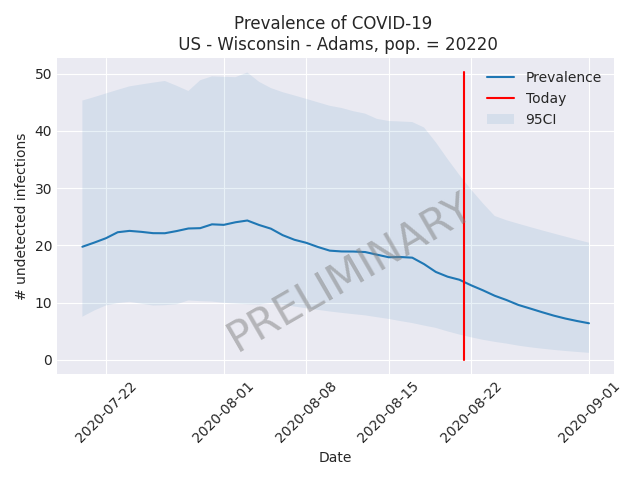 Prevalence of COVID-19
US - Wisconsin - Adams, pop. = 20220
50
40
30
20
10
0
# undetected infections
Prevalence
Today
95CI
PRELIMINARY
2020-07-22
2020-08-01
2020-08-08
2020-08-15
2020-08-22
2020-09-01
Date